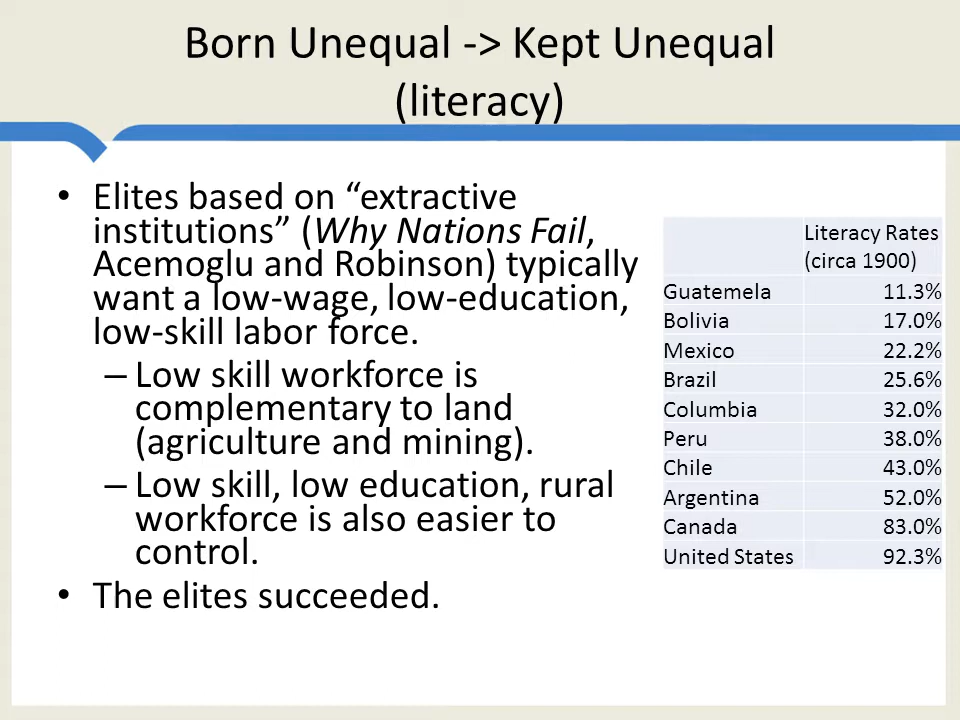 Born Unequal -> Kept Unequal
(literacy)
• Elites based on “extractive
institutions” (Why Nations Fail,
Acemoglu and Robinson) typically
want a low-wage, low-education,
low-skill labor force.
– Low skill workforce is
complementary to land
(agriculture and mining).
– Low skill, low education, rural
workforce is also easier to
control.
• The elites succeeded.
Literacy Rates
(circa 1900)
Guatemela 11.3%
Bolivia 17.0%
Mexico 22.2%
Brazil 25.6%
Columbia 32.0%
Peru 38.0%
Chile 43.0%
Argentina 52.0%
Canada 83.0%
United States 92.3%